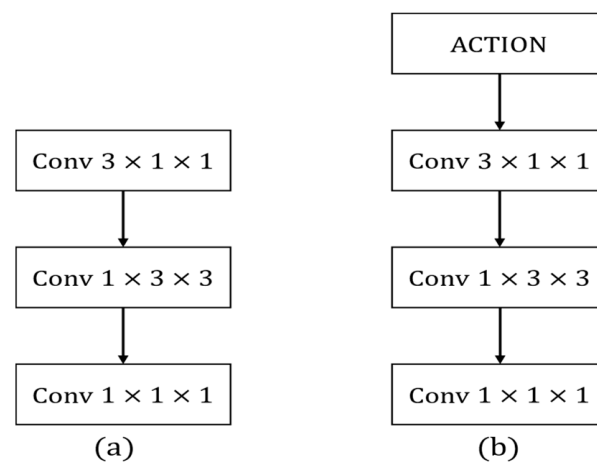 Conv 3 × 1 × 1
Conv 1 × 3 × 3
Conv 1 × 1 × 1
(a)
ACTION
Conv 3 × 1 × 1
Conv 1 × 3 × 3
Conv 1 × 1 × 1
(b)